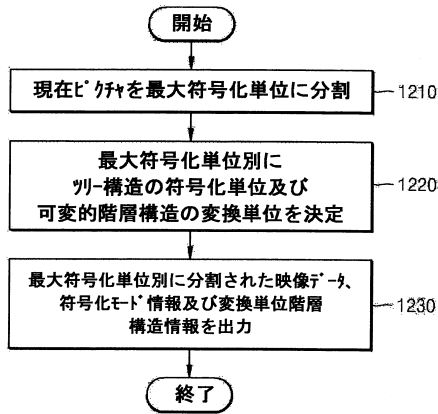 開始
現在ﾋﾟｸﾁｬを最大符号化単位に分割
1210
最大符号化単位別に
ﾂﾘｰ構造の符号化単位及び
可変的階層構造の変換単位を決定
1220
最大符号化単位別に分割された映像ﾃﾞｰﾀ、
符号化ﾓｰﾄﾞ情報及び変換単位階層
構造情報を出力
1230
終了